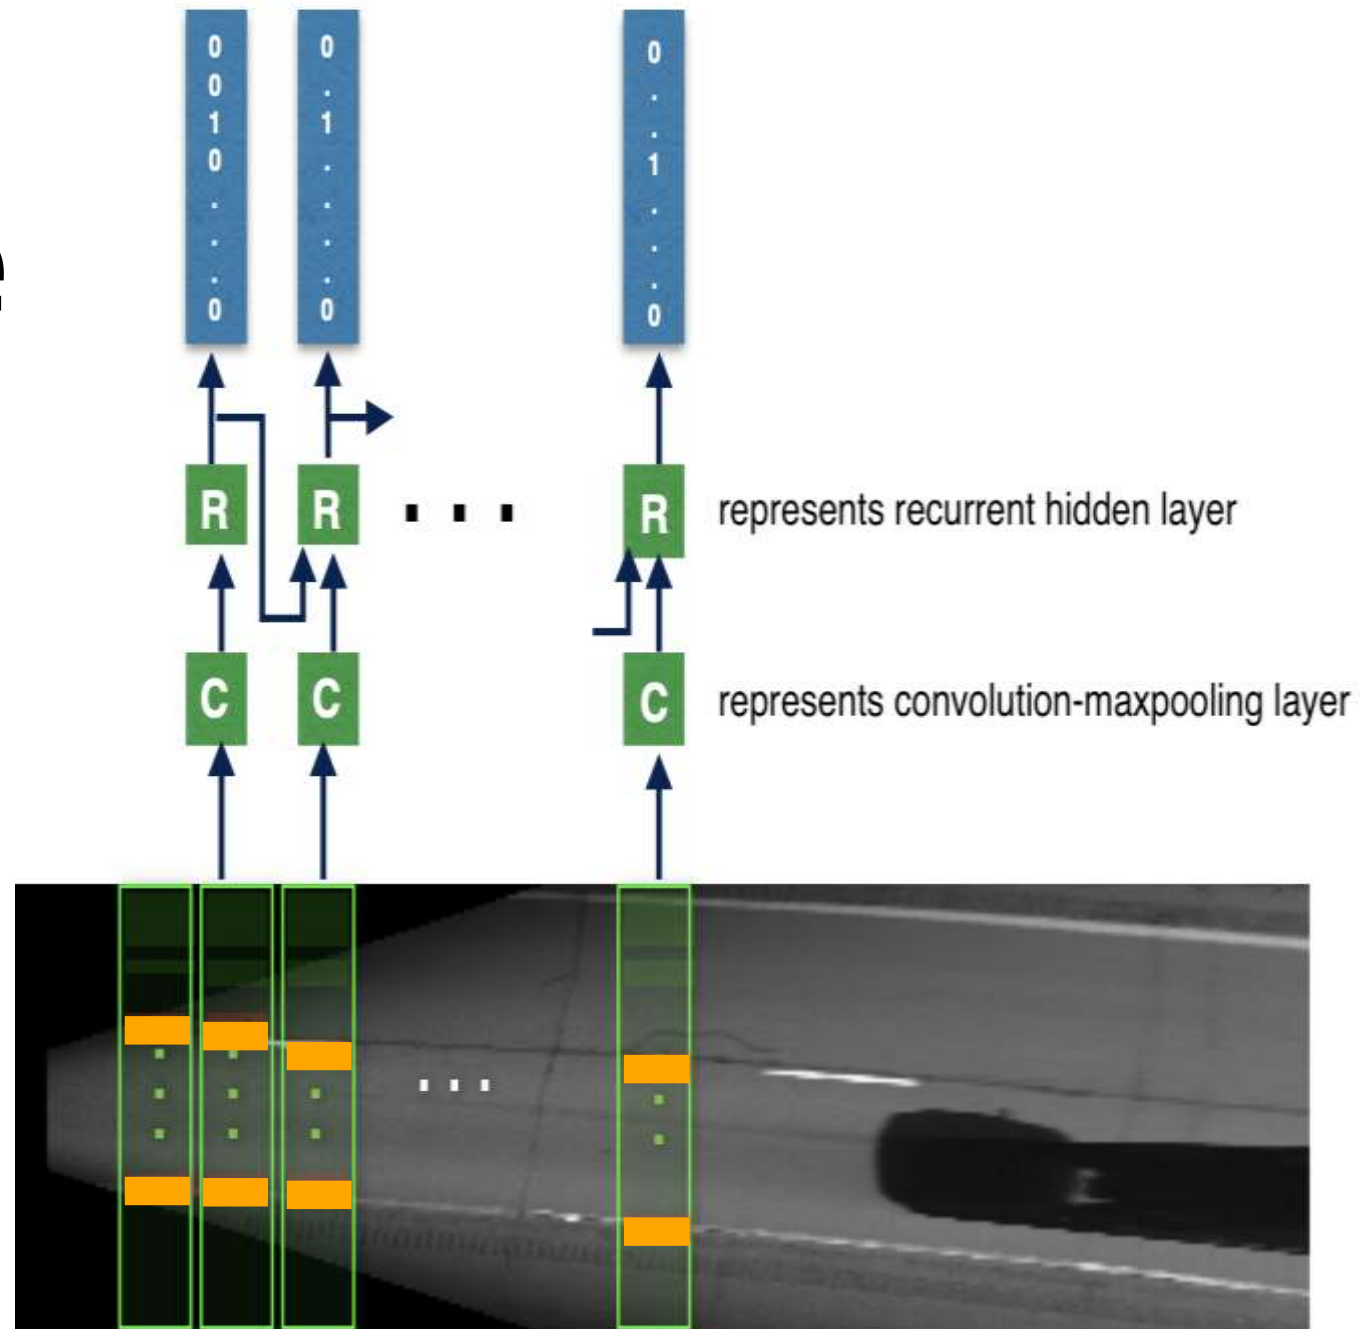 0 0 0
0 . .
1 1 .
0 . 1
. . .
. . .
. . .
0 0 0
e
R R . . . R represents recurrent hidden layer
C C C represents convolution-maxpooling layer
. . .